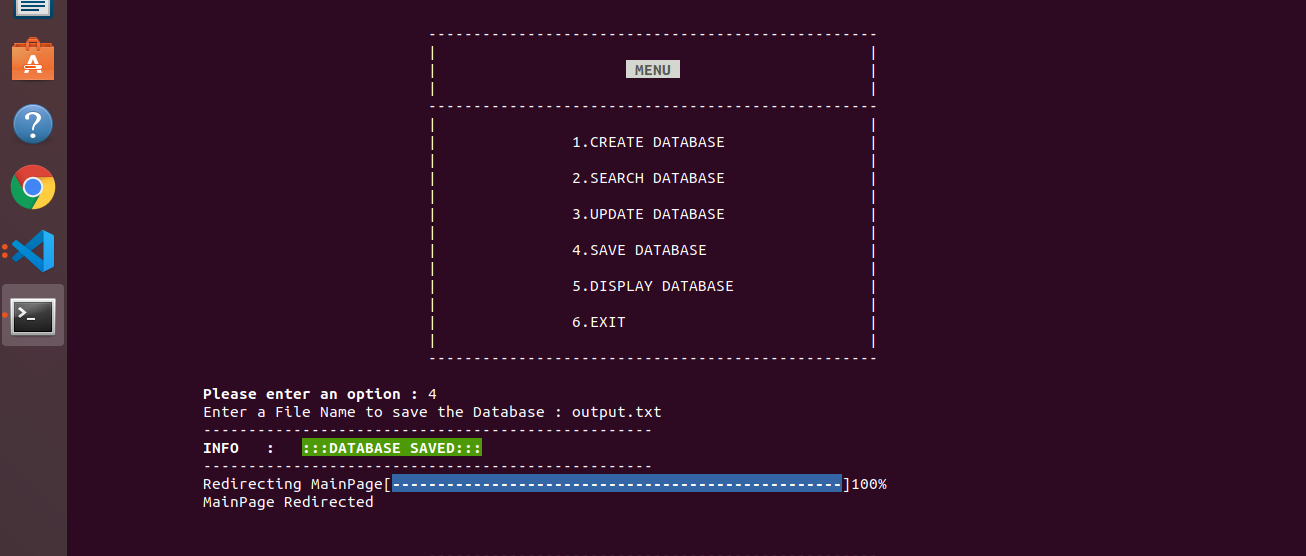 MENU
1.CREATE DATABASE
2.SEARCH DATABASE
3.UPDATE DATABASE
4.SAVE DATABASE
5.DISPLAY DATABASE
6.EXIT
Please enter an option : 4
Enter a File Name to save the Database : output.txt
--------------------------------------------------
INFO   :   :::DATABASE SAVED:::
--------------------------------------------------
Redirecting MainPage[--------------------------------------------------]100%
MainPage Redirected